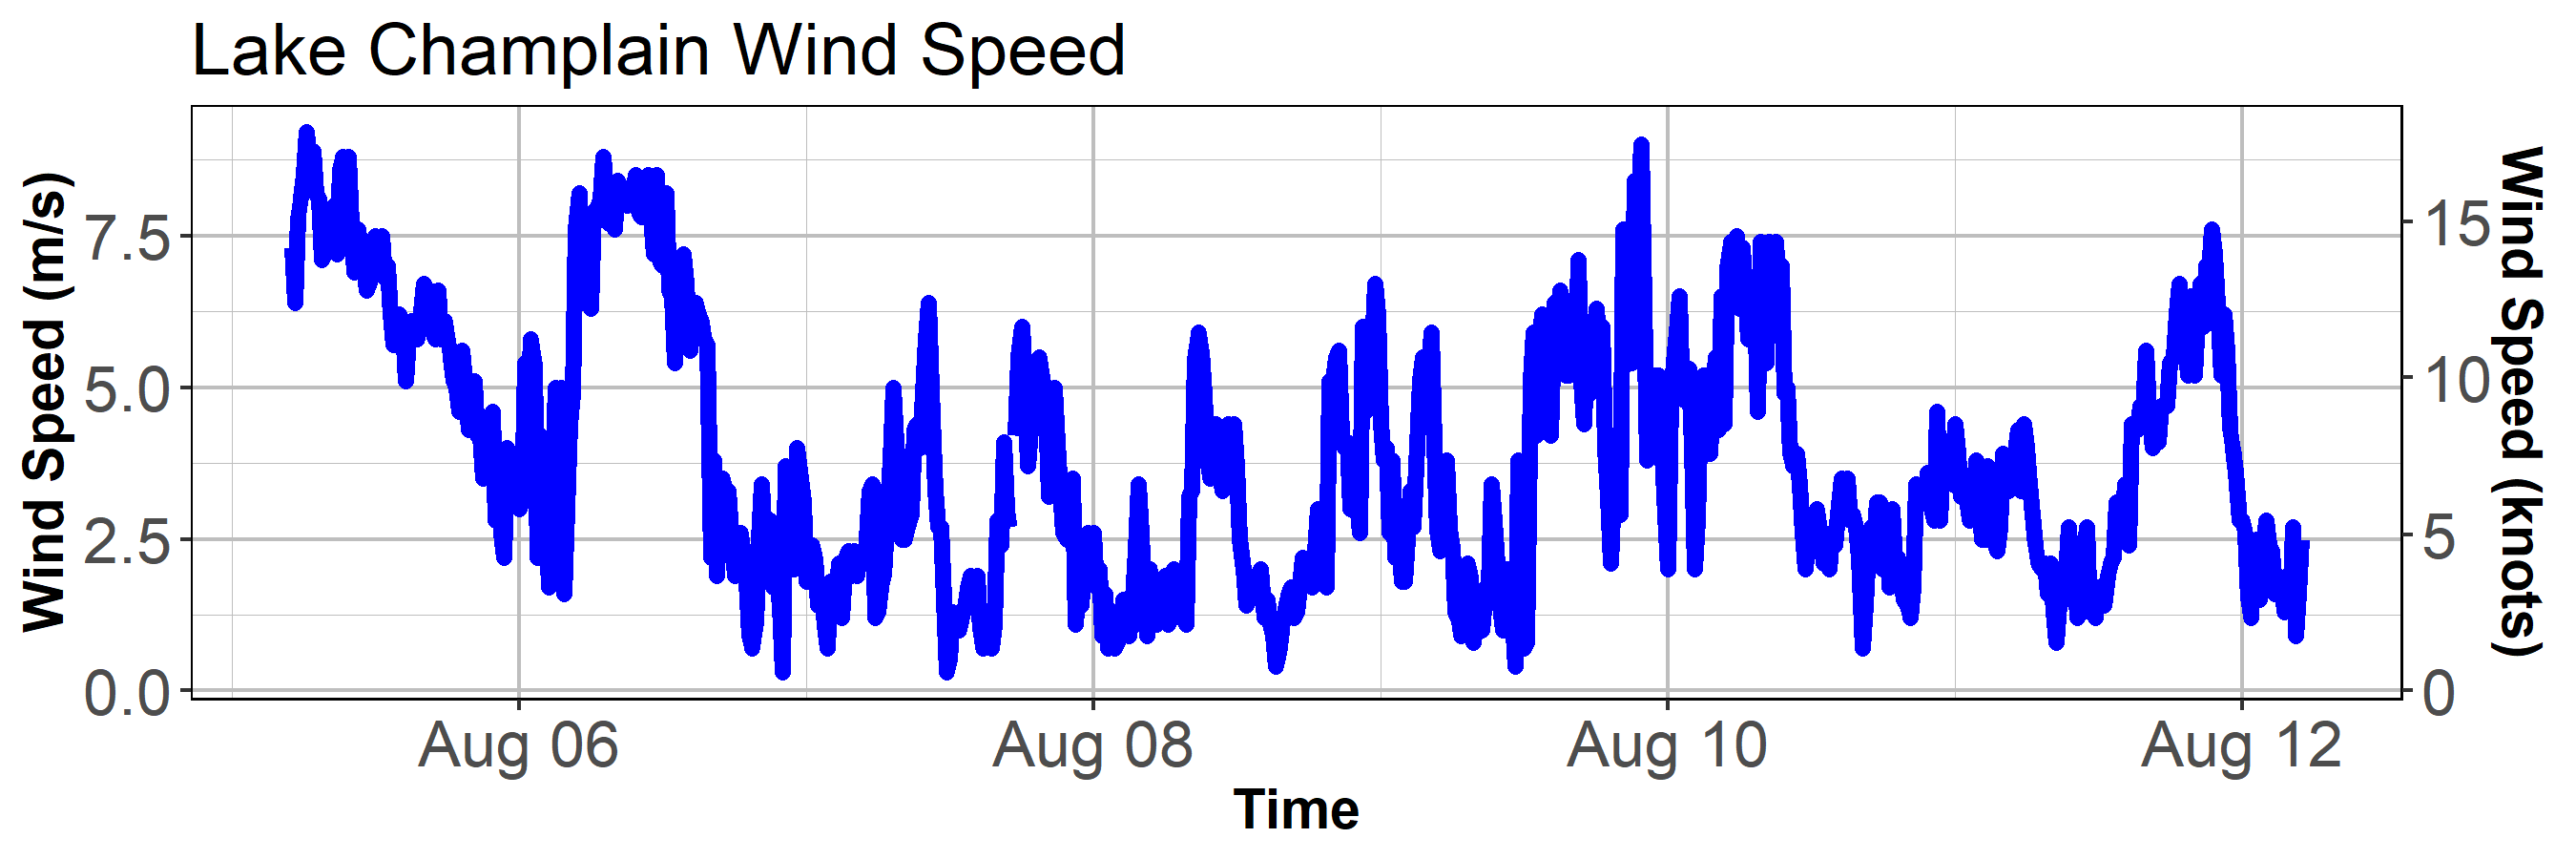 Lake Champlain Wind Speed
Wind Speed (m/s)
7.5
5.0
2.5
0.0
15
10
5
0
Wind Speed (knots)
Aug 06 Aug 08 Aug 10 Aug 12
Time